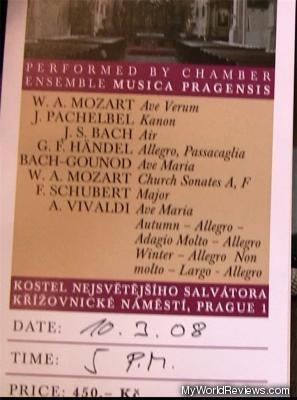 PERFORMED BY CHAMBER
ENSEMBLE MUSICA PRAGENSIS
W. A. MOZART Ave Verum
J. PACHELBEL Kanon
J. S. BACH Air
G. F. HÄNDEL Allegro, Passacaglia
BACH-GOUNOD Ave Maria
W. A. MOZART Church Sonates A, F
F. SCHUBERT Major
A. VIVALDI Ave Maria
Autumn – Allegro –
Adagio Molto – Allegro
Winter – Allegro Non
molto – Largo - Allegro
KOSTEL NEJSVĚTĚJŠÍHO SALVÁTORA
KŘÍŽOVNICKÉ NÁMĚSTÍ, PRAGUE 1
DATE: 10. 3. 08
TIME: 5 P.M.
PRICE: 450,- Kč
MyWorldReviews.com